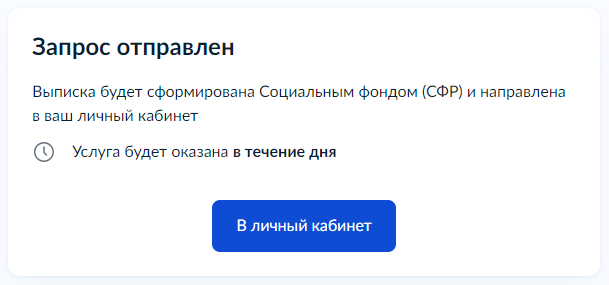 Запрос отправлен
Выписка будет сформирована Социальным фондом (СФР) и направлена
в ваш личный кабинет
Услуга будет оказана в течение дня
В личный кабинет